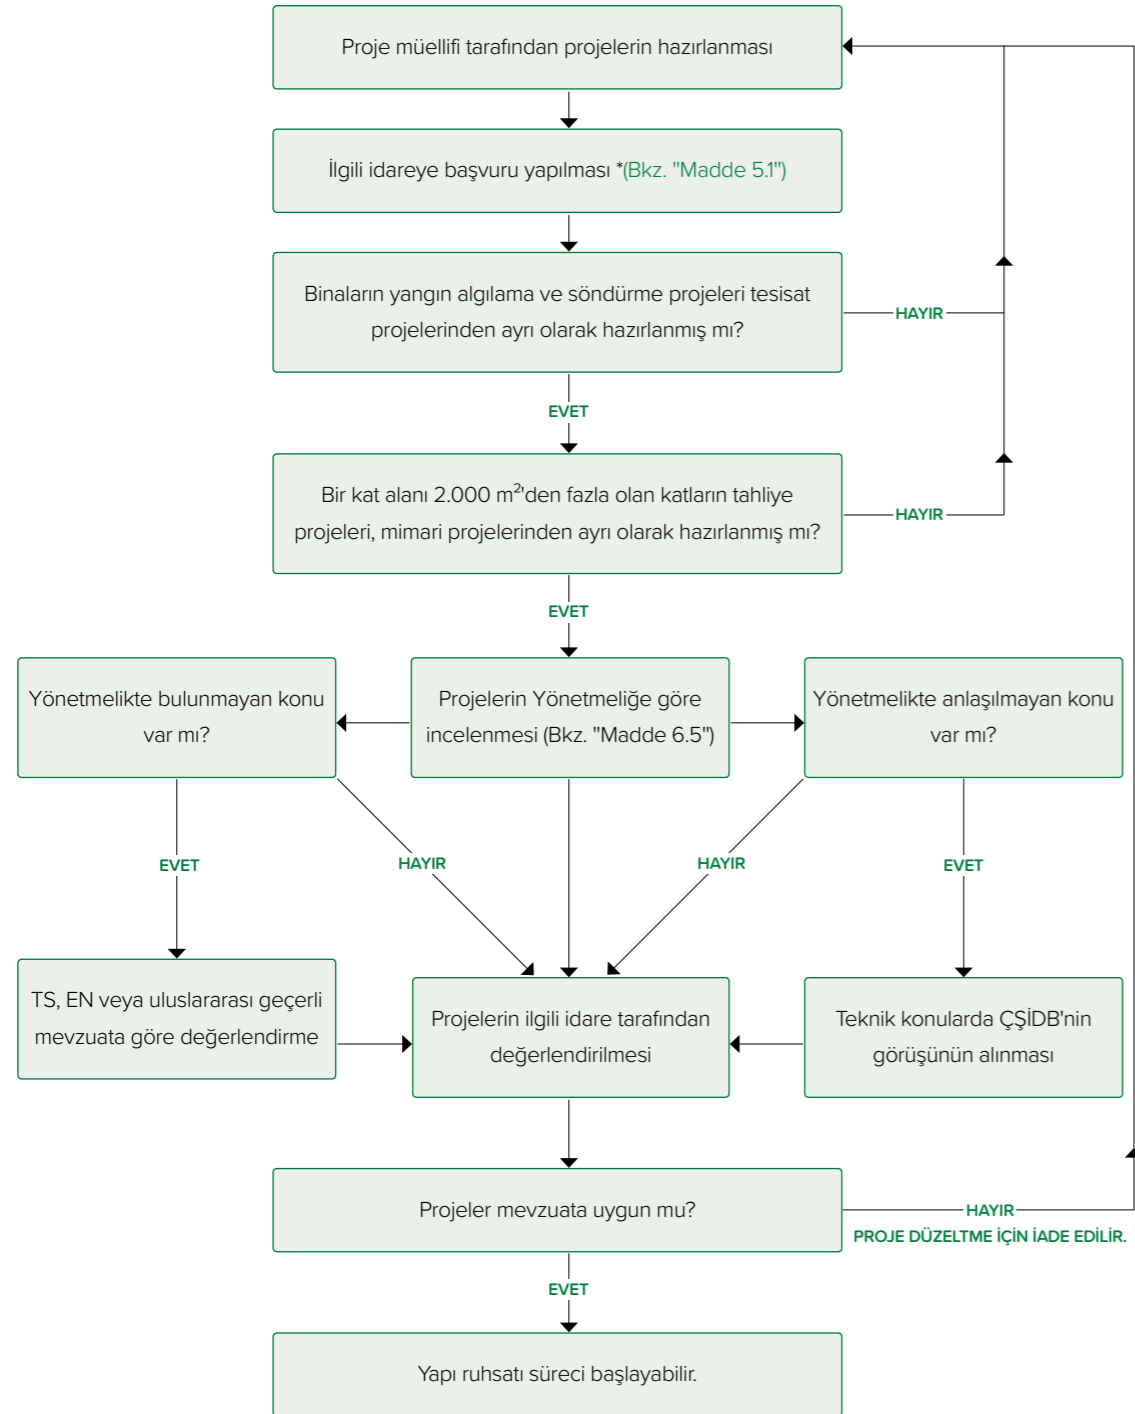 Proje müellifi tarafından projelerin hazırlanması
İlgili idareye başvuru yapılması *(Bkz. "Madde 5.1")
Binaların yangın algılama ve söndürme projeleri tesisat
projelerinden ayrı olarak hazırlanmış mı?
HAYIR
EVET
Bir kat alanı 2.000 m²'den fazla olan katların tahliye
projeleri, mimari projelerinden ayrı olarak hazırlanmış mı?
HAYIR
EVET
Yönetmelikte bulunmayan konu
var mı?
Projelerin Yönetmeliğe göre
incelenmesi (Bkz. "Madde 6.5")
Yönetmelikte anlaşılmayan konu
var mı?
EVET
HAYIR
HAYIR
EVET
TS, EN veya uluslararası geçerli
mevzuata göre değerlendirme
Projelerin ilgili idare tarafından
değerlendirilmesi
Teknik konularda ÇŞİDB'nin
görüşünün alınması
Projeler mevzuata uygun mu?
HAYIR
PROJE DÜZELTME İÇİN İADE EDİLİR.
EVET
Yapı ruhsatı süreci başlayabilir.